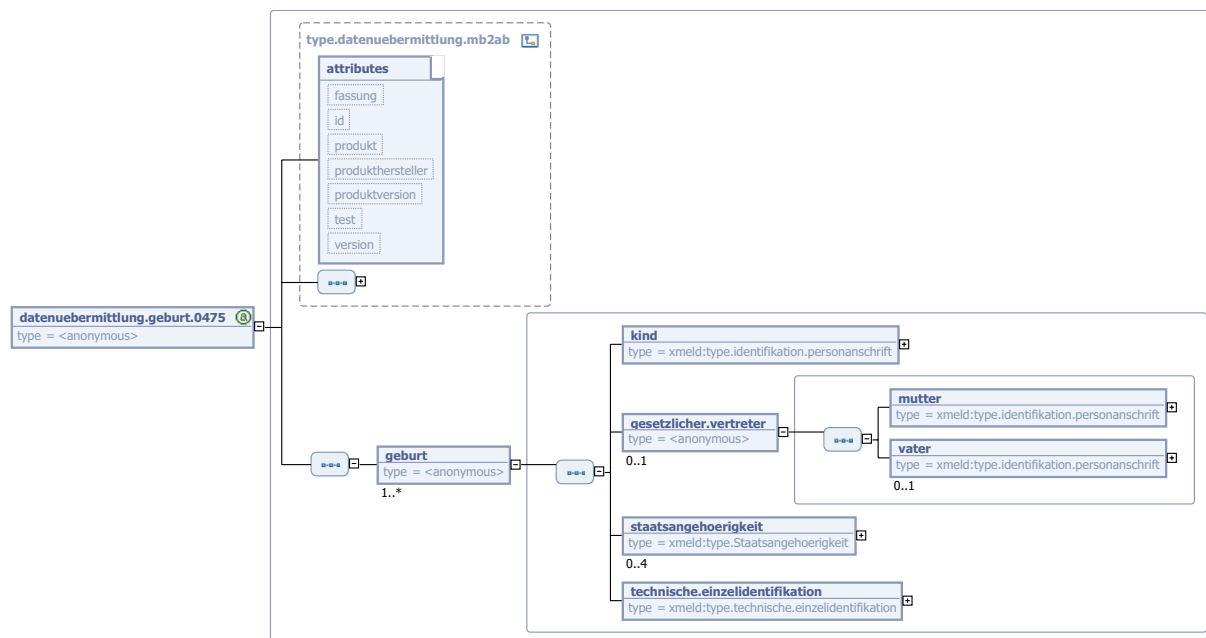 type.datenuebermittlung.mb2ab
attributes
fassung
id
produkt
produkthersteller
produktversion
test
version
datenuebermittlung.geburt.0475
a
type = <anonymous>
geburt
type = <anonymous>
1..*
kind
type = xmeld:type.identifikation.personanschrift
gesetzlicher.vertreter
type = <anonymous>
0..1
mutter
type = xmeld:type.identifikation.personanschrift
vater
type = xmeld:type.identifikation.personanschrift
0..1
staatsangehoerigkeit
type = xmeld:type.Staatsangehoerigkeit
0..4
technische.einzelidentifikation
type = xmeld:type.technische.einzelidentifikation